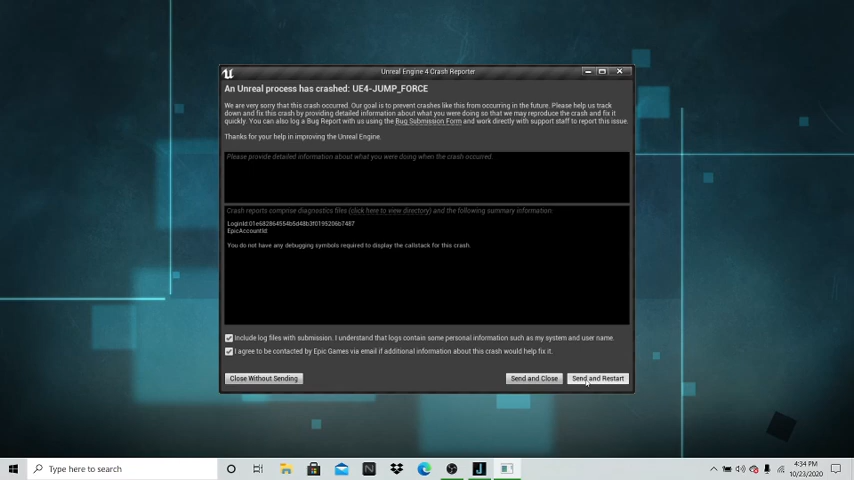 Unreal Engine 4 Crash Reporter
An Unreal process has crashed: UE4-JUMP_FORCE
We are very sorry that this crash occurred. Our goal is to prevent crashes like this from occurring in the future. Please help us track
down and fix this crash by providing detailed information about what you were doing so that we may reproduce the crash and fix it
quickly. You can also log a Bug Report with us using the Bug Submission Form and work directly with support staff to report this issue.
Thanks for your help in improving the Unreal Engine.
Please provide detailed information about what you were doing when the crash occurred.
Crash reports comprise diagnostics files (click here to view directory) and the following summary information:
LoginId:01e682864554b5d48b3f0195206b7487
EpicAccountId:
You do not have any debugging symbols required to display the callstack for this crash.
Include log files with submission. I understand that logs contain some personal information such as my system and user name.
I agree to be contacted by Epic Games via email if additional information about this crash would help fix it.
Close Without Sending
Send and Close
Send and Restart
Type here to search
4:34 PM
10/23/2020